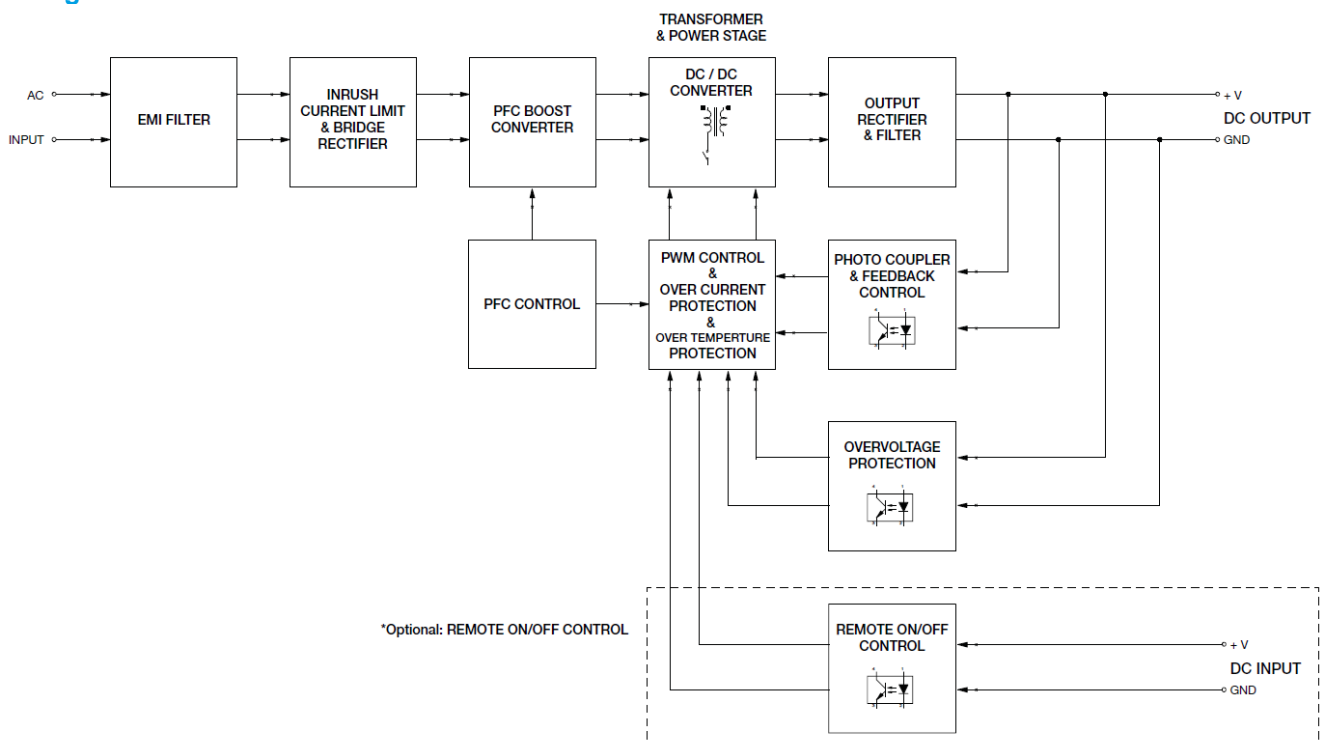 TRANSFORMER
& POWER STAGE
AC
INPUT
EMI FILTER
INRUSH
CURRENT LIMIT
& BRIDGE
RECTIFIER
PFC BOOST
CONVERTER
DC / DC
CONVERTER
OUTPUT
RECTIFIER
& FILTER
+ V
DC OUTPUT
GND
PFC CONTROL
PWM CONTROL
&
OVER CURRENT
PROTECTION
&
OVER TEMPERTURE
PROTECTION
PHOTO COUPLER
& FEEDBACK
CONTROL
OVERVOLTAGE
PROTECTION
*Optional: REMOTE ON/OFF CONTROL
REMOTE ON/OFF
CONTROL
+ V
DC INPUT
GND